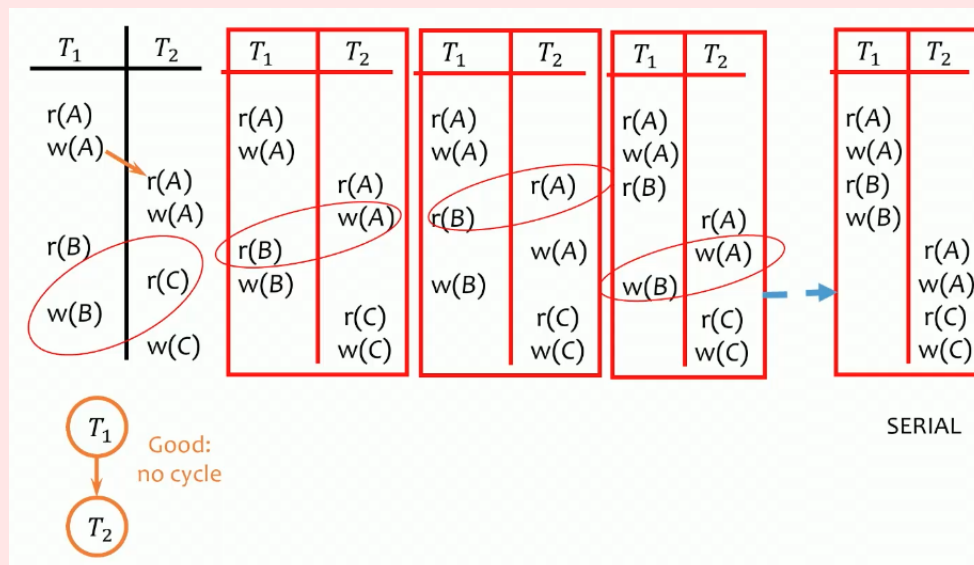 T₁ T₂
r(A)
w(A)
r(A)
w(A)
r(B)
r(C)
w(B)
w(C)
T₁ T₂
r(A)
w(A)
r(A)
w(A)
r(B)
w(B)
r(C)
w(C)
T₁ T₂
r(A)
w(A)
r(A)
r(B)
w(A)
w(B)
r(C)
w(C)
T₁ T₂
r(A)
w(A)
r(B)
r(A)
w(A)
w(B)
r(C)
w(C)
T₁ T₂
r(A)
w(A)
r(B)
w(B)
r(A)
w(A)
r(C)
w(C)
T₁
Good:
no cycle
T₂
SERIAL